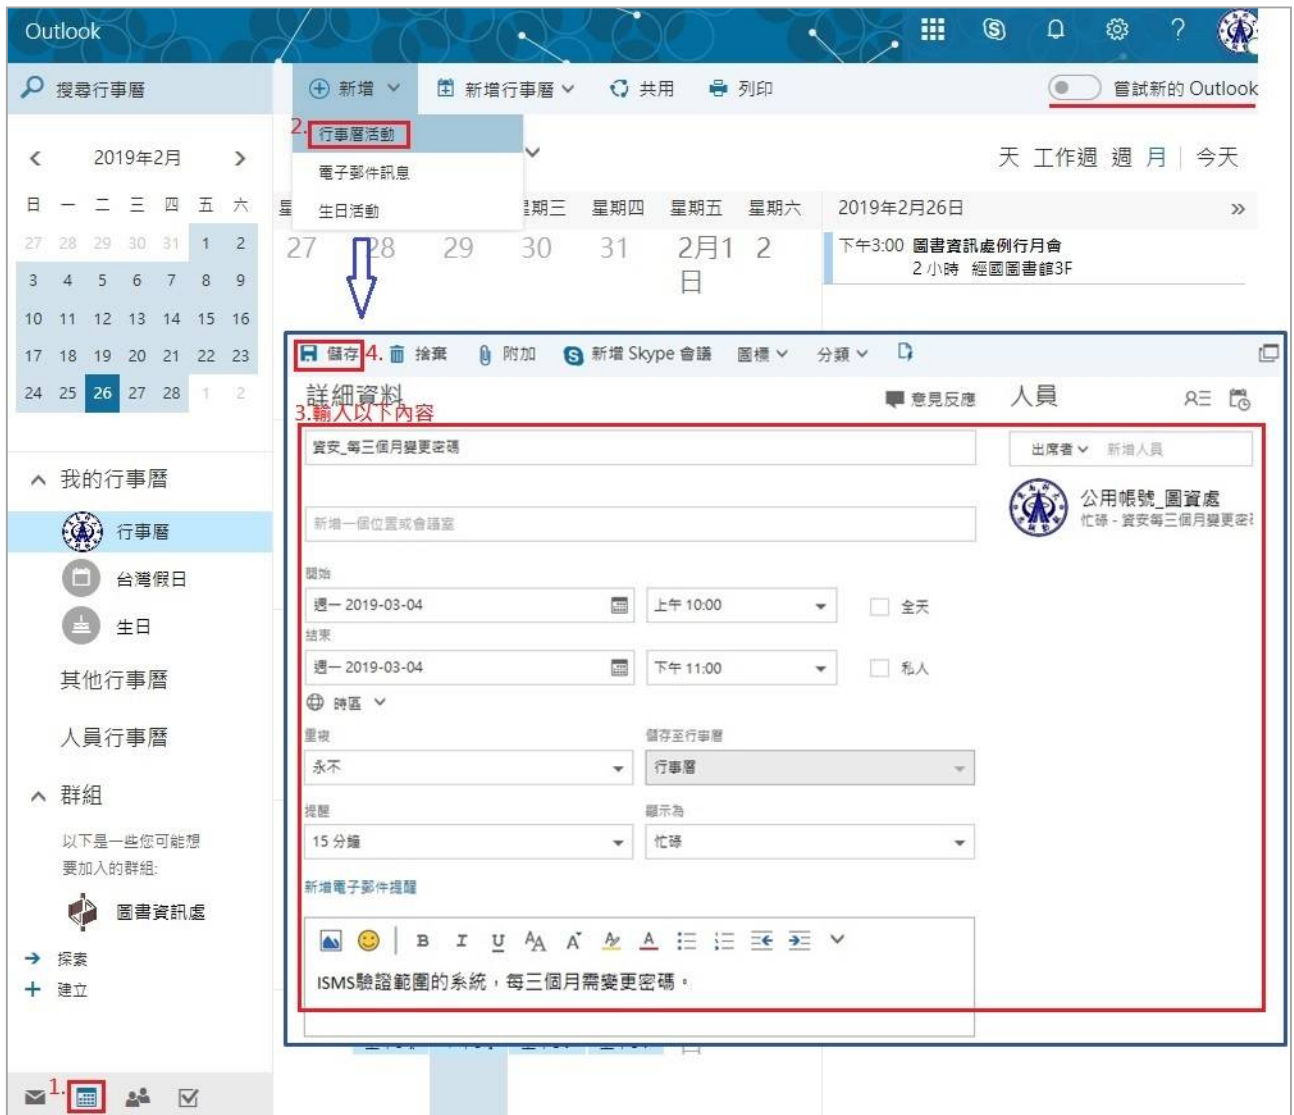 Outlook
搜尋行事曆
新增
新增行事曆
共用
列印
嘗試新的 Outlook
2.
行事曆活動
電子郵件訊息
生日活動
2019年2月
天 工作週 週 月 今天
日 一 二 三 四 五 六
27 28 29 30 31 1 2
3 4 5 6 7 8 9
10 11 12 13 14 15 16
17 18 19 20 21 22 23
24 25 26 27 28 1 2
星期四 星期五 星期六
2019年2月26日
27 28 29 30 31 2月1日 2
下午3:00 圖書資訊處例行月會
2 小時 經國圖書館3F
儲存
4.
捨棄
附加
新增 Skype 會議
圖標
分類
詳細資料
意見反應
人員
3.輸入以下內容
資安_每三個月變更密碼
出席者
新增人員
公用帳號_圖資處
忙碌 - 資安每三個月變更密
新增一個位置或會議室
開始
週一 2019-03-04
上午 10:00
全天
結束
週一 2019-03-04
下午 11:00
私人
時區
重複
儲存至行事曆
永不
行事曆
提醒
顯示為
15 分鐘
忙碌
新增電子郵件提醒
B I U
ISMS驗證範圍的系統，每三個月需變更密碼。
我的行事曆
行事曆
台灣假日
生日
其他行事曆
人員行事曆
群組
以下是一些您可能想
要加入的群組:
圖書資訊處
探索
建立
1.